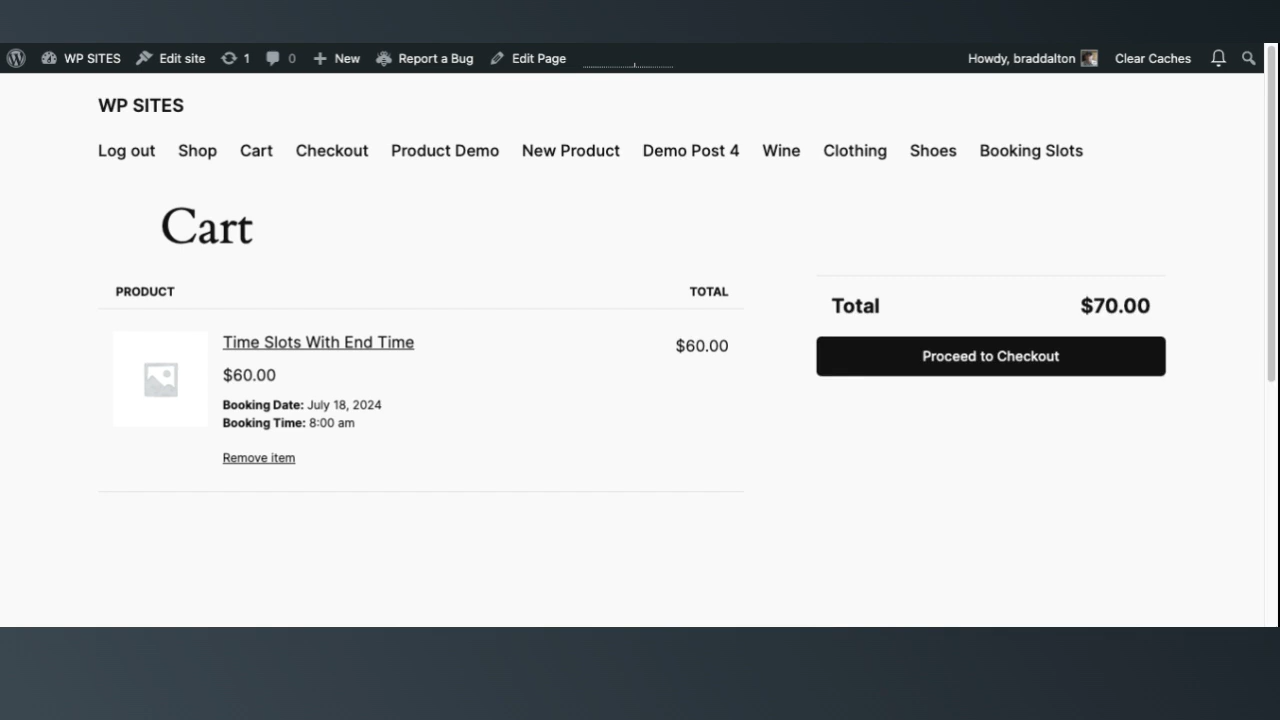 WP SITES Edit site 1 0 New Report a Bug Edit Page Howdy, braddalton Clear Caches
WP SITES
Log out Shop Cart Checkout Product Demo New Product Demo Post 4 Wine Clothing Shoes Booking Slots
Cart
PRODUCT TOTAL
Time Slots With End Time $60.00
$60.00
Booking Date: July 18, 2024
Booking Time: 8:00 am
Remove item
Total $70.00
Proceed to Checkout